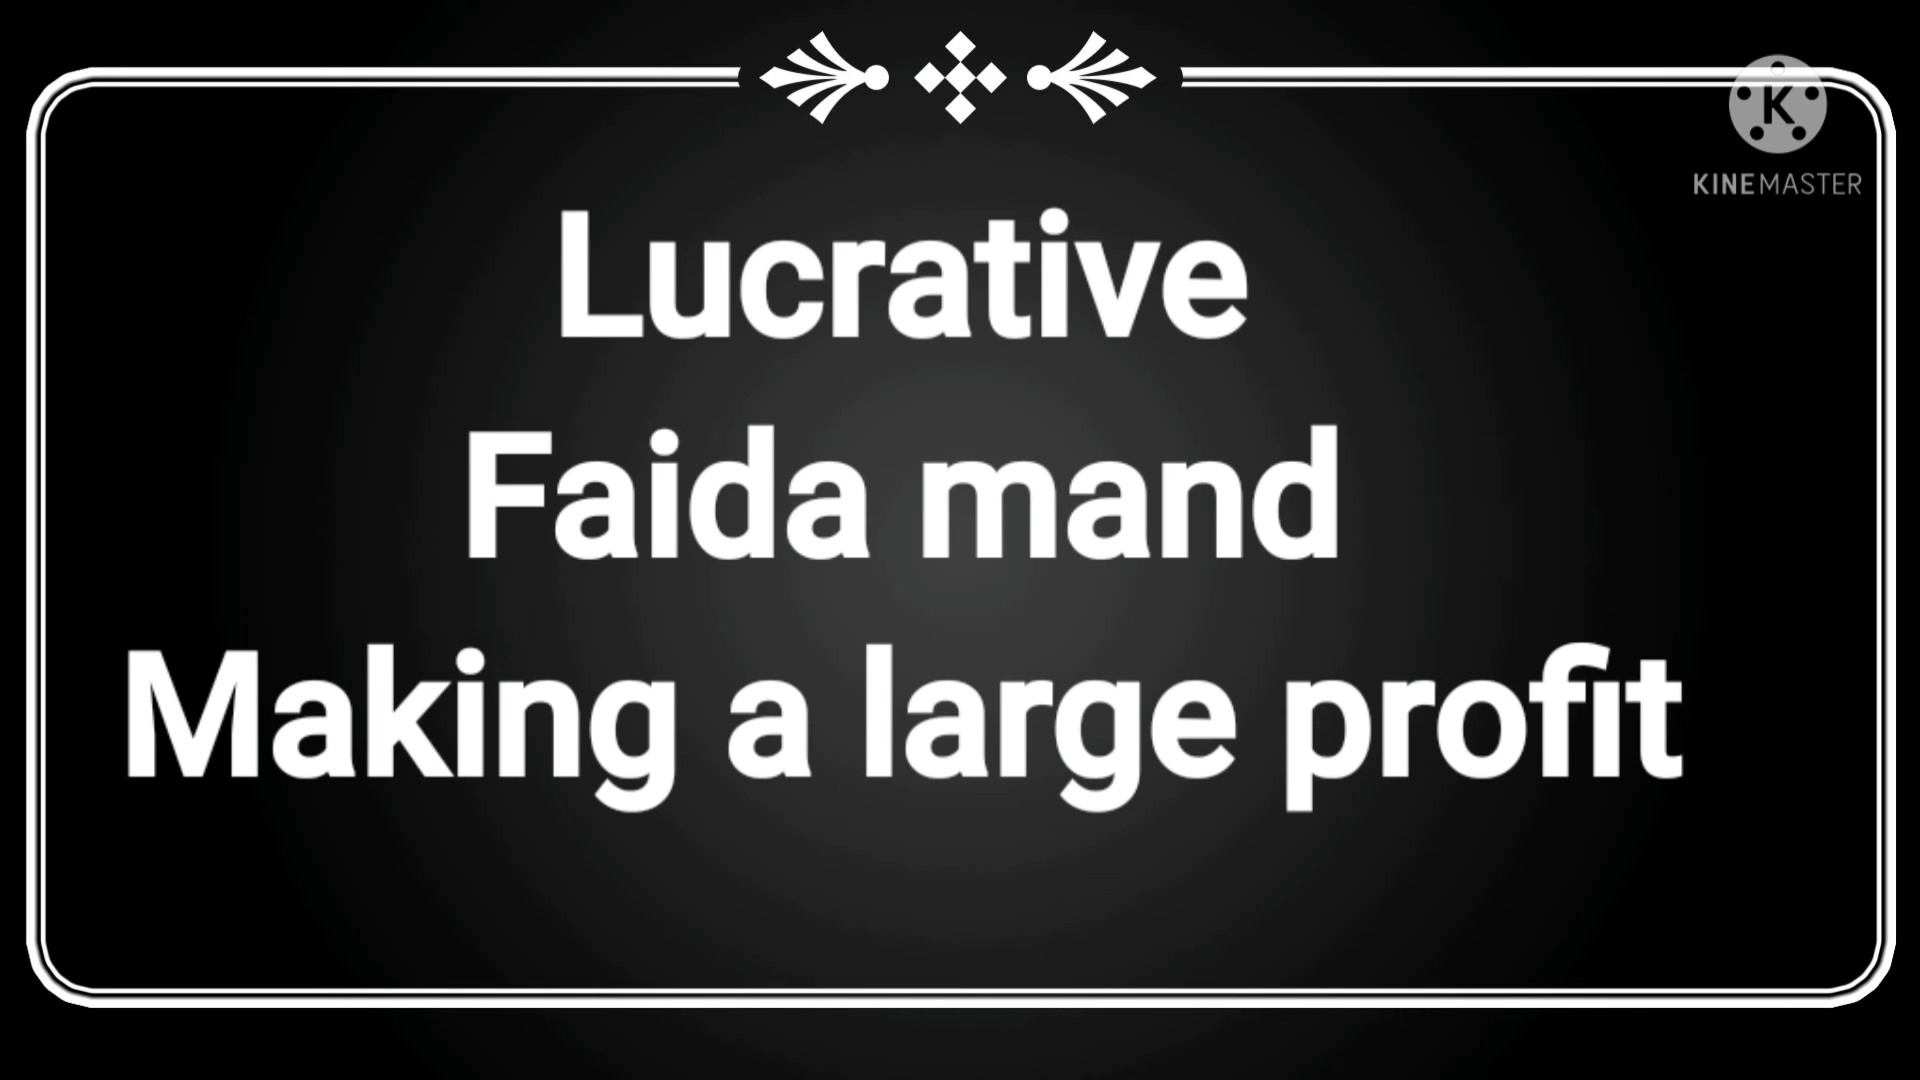 K
KINEMASTER
Lucrative
Faida mand
Making a large profit